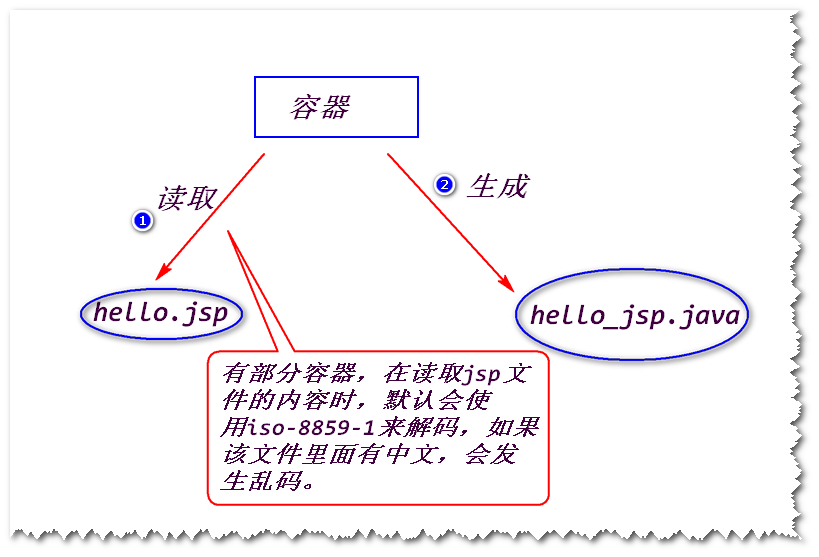 容器
1 读取
2 生成
hello.jsp
hello_jsp.java
有部分容器，在读取jsp文
件的内容时，默认会使
用iso-8859-1来解码，如果
该文件里面有中文，会发
生乱码。